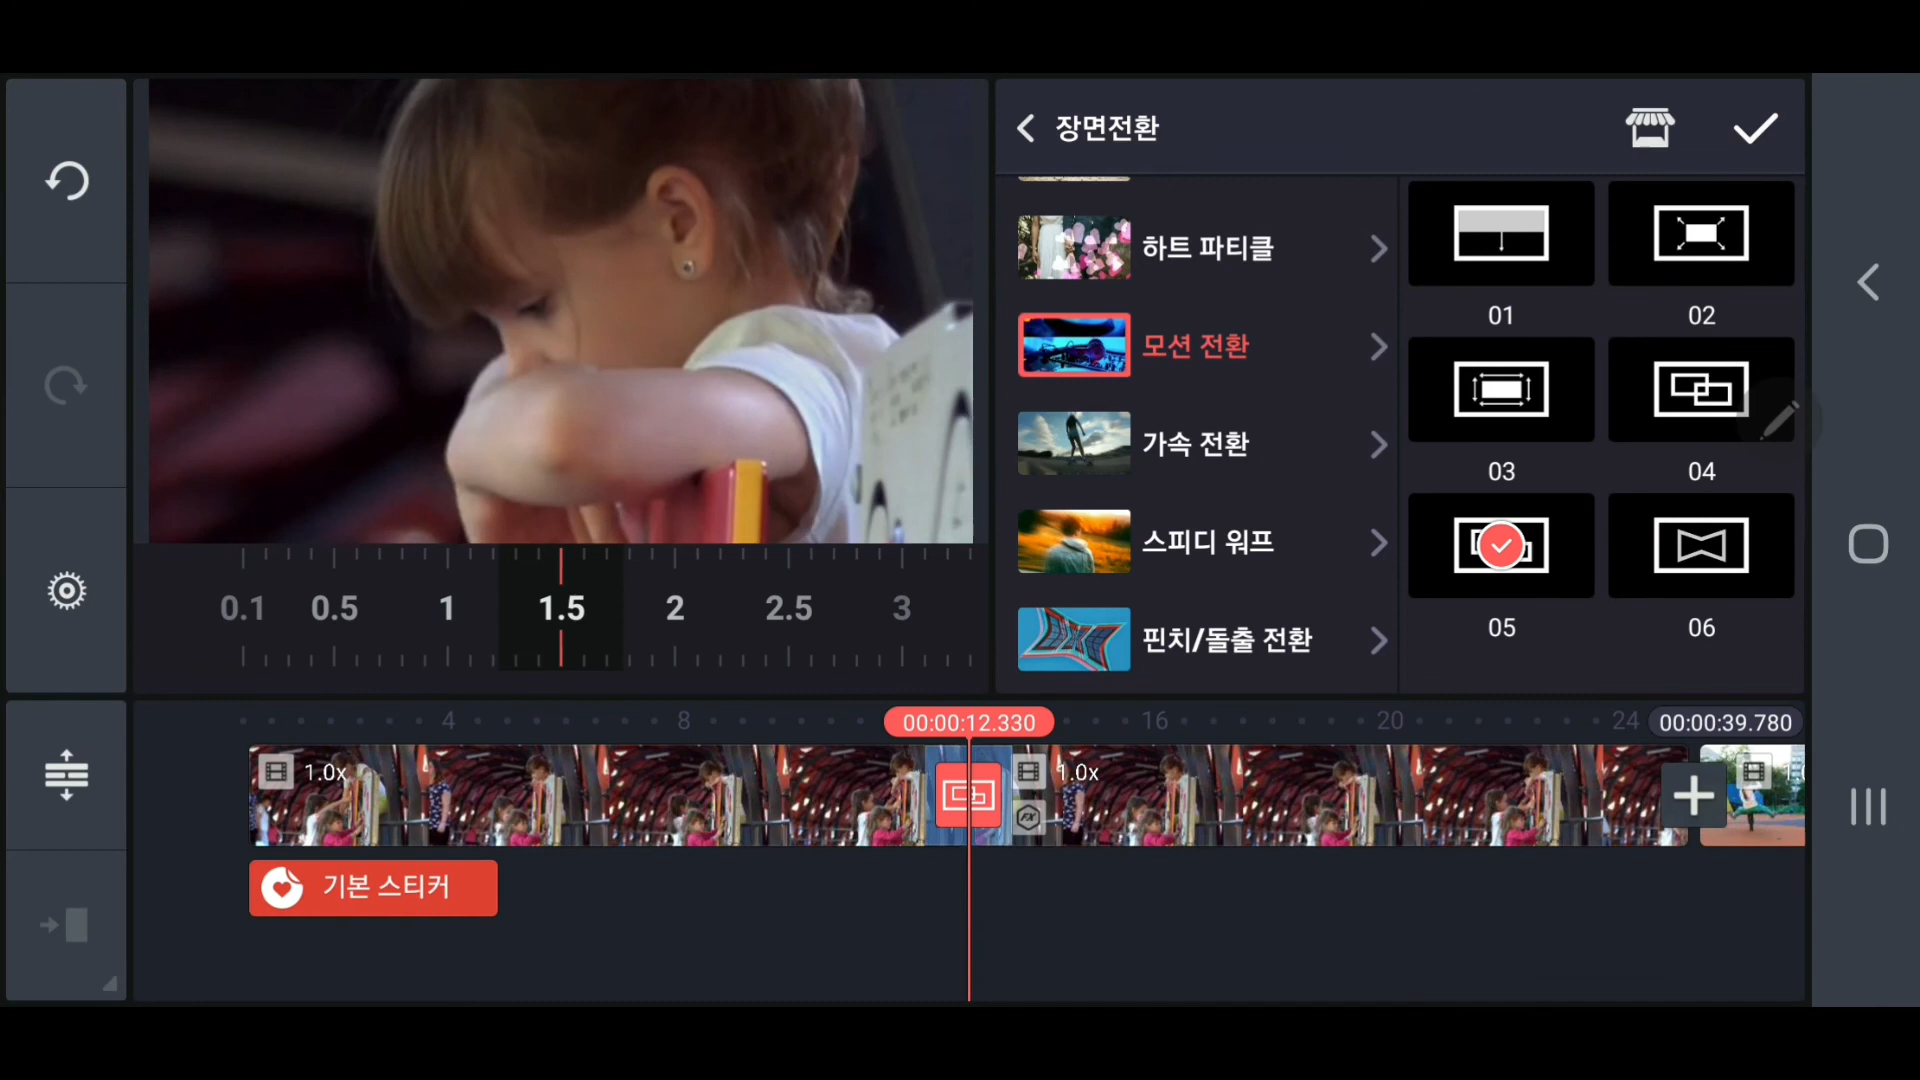 장면전환
하트 파티클
모션 전환
가속 전환
스피디 워프
핀치/돌출 전환
01
02
03
04
05
06
0.1 0.5 1 1.5 2 2.5 3
4 8 00:00:12.330 16 20 24 00:00:39.780
1.0x
1.0x
FX
기본 스티커